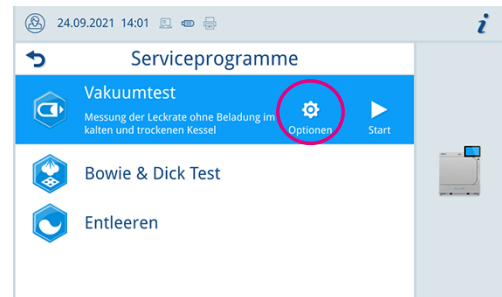 24.09.2021 14:01
Serviceprogramme
Vakuumtest
Messung der Leckrate ohne Beladung im
kalten und trockenen Kessel
Optionen
Start
Bowie & Dick Test
Entleeren